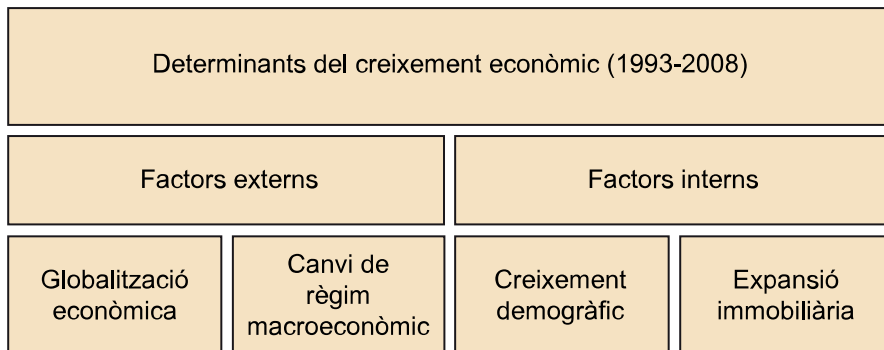 Determinants del creixement econòmic (1993-2008)
Factors externs
Factors interns
Globalització
econòmica
Canvi de
règim
macroeconòmic
Creixement
demogràfic
Expansió
immobiliària